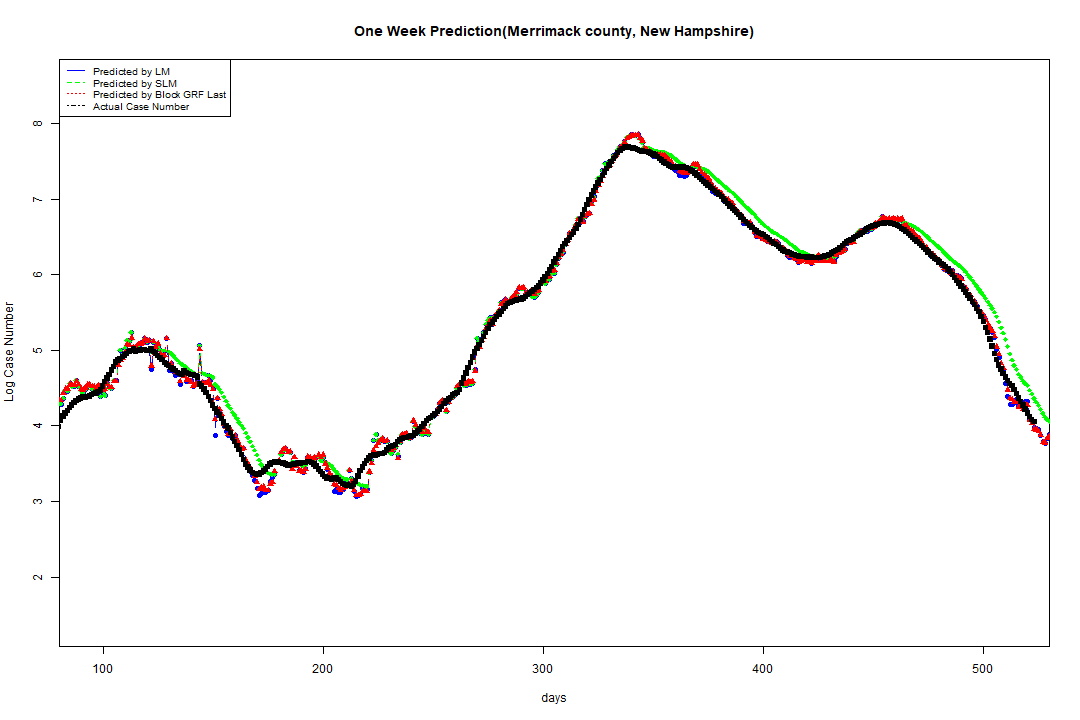 One Week Prediction(Merrimack county, New Hampshire)
Predicted by LM
Predicted by SLM
Predicted by Block GRF Last
Actual Case Number
8
7
6
5
4
3
2
Log Case Number
100 200 300 400 500
days